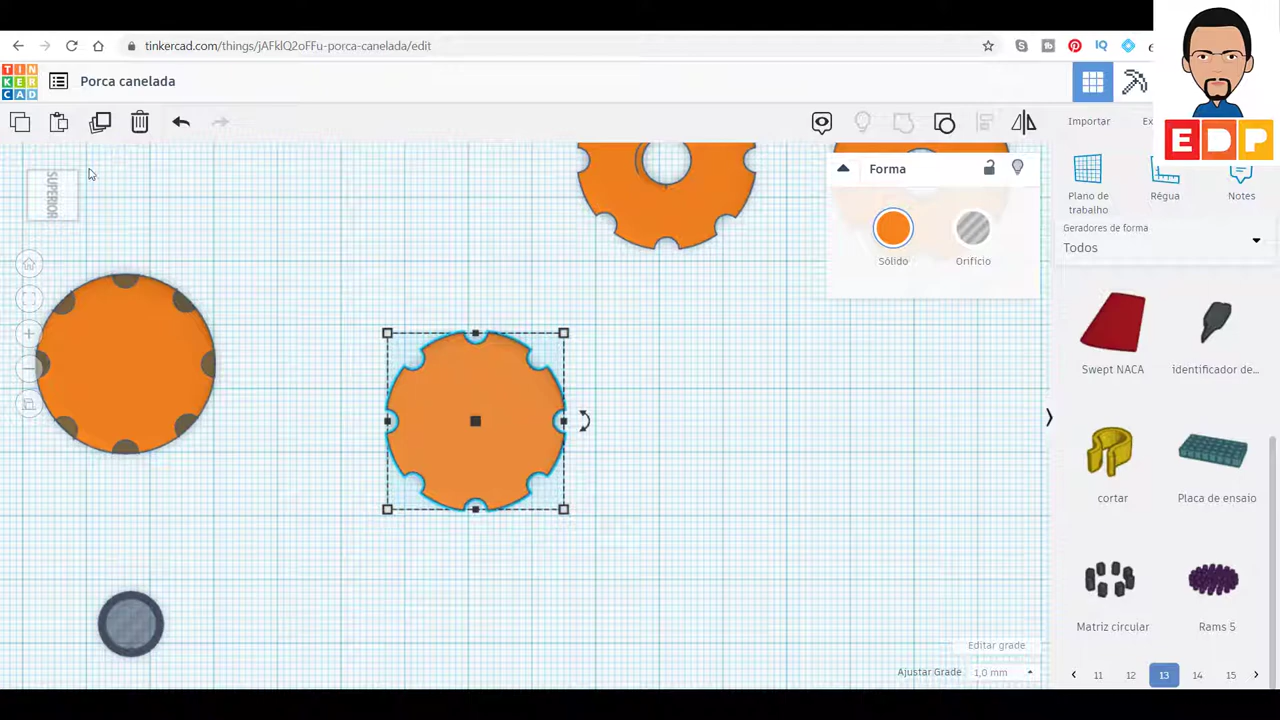 tinkercad.com/things/jAFklQ2oFFu-porca-canelada/edit
IQ
TIN
KER
CAD
Porca canelada
EDP
Importar
Ex
SUPERIOR
Forma
Sólido
Orifício
Plano de
trabalho
Régua
Notes
Geradores de forma
Todos
Swept NACA
identificador de...
cortar
Placa de ensaio
Matriz circular
Rams 5
Editar grade
Ajustar Grade
1,0 mm
11
12
13
14
15